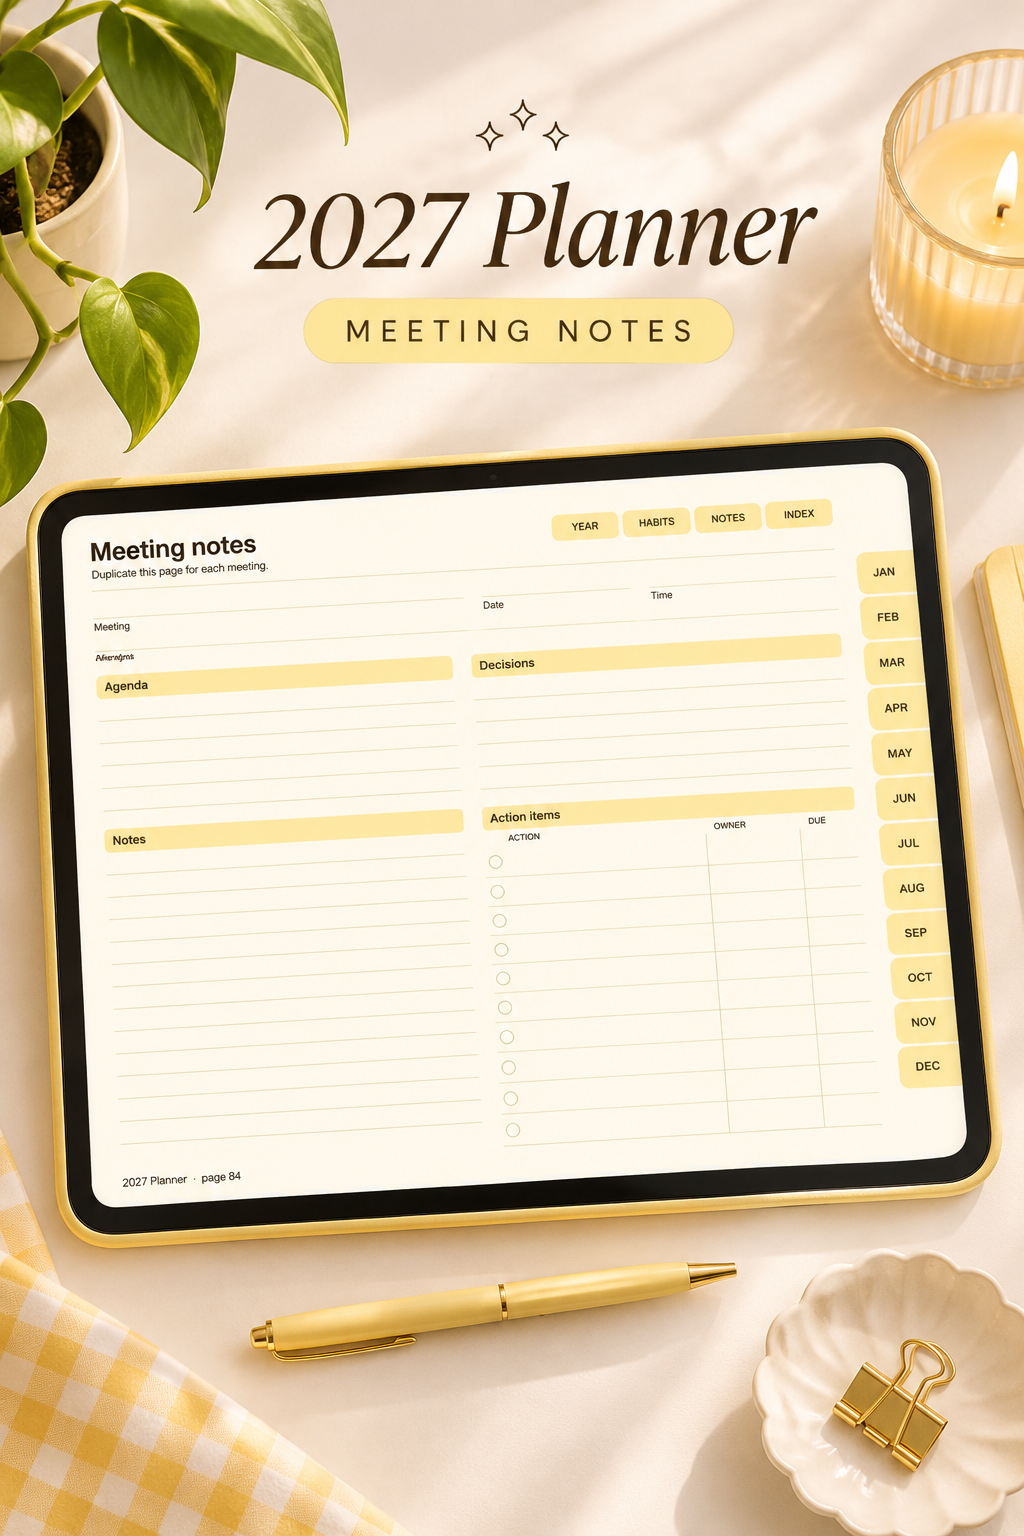 2027 Planner
MEETING NOTES
YEAR HABITS NOTES INDEX
Meeting notes
Duplicate this page for each meeting.
Meeting
Date
Time
Agenda
Decisions
Notes
Action items
ACTION OWNER DUE
JAN
FEB
MAR
APR
MAY
JUN
JUL
AUG
SEP
OCT
NOV
DEC
2027 Planner · page 84